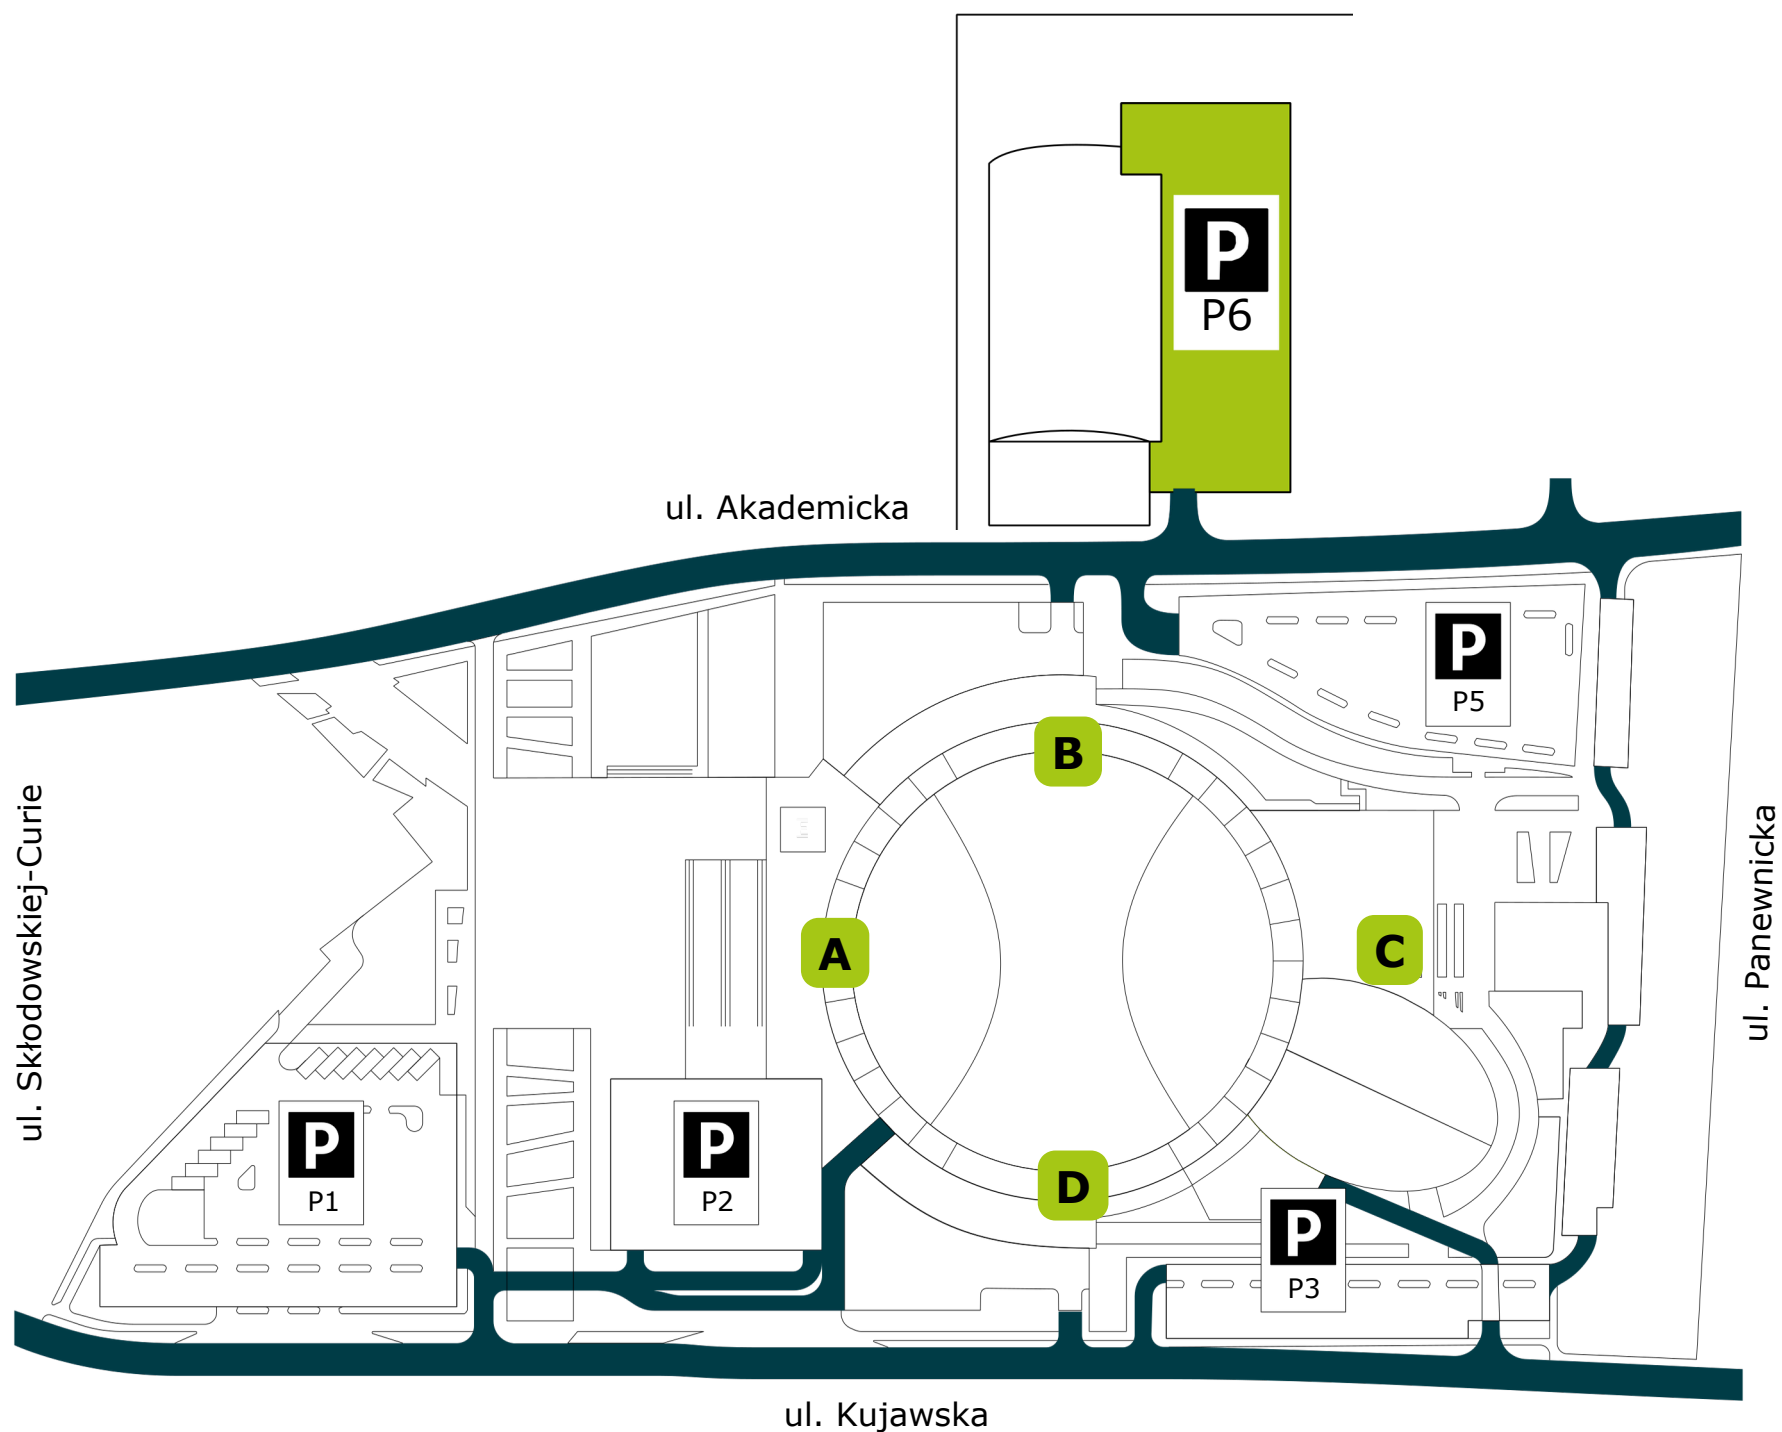 P
P6
ul. Akademicka
P
P5
B
ul. Skłodowskiej-Curie
ul. Panewnicka
A
C
P
P1
P
P2
D
P
P3
ul. Kujawska